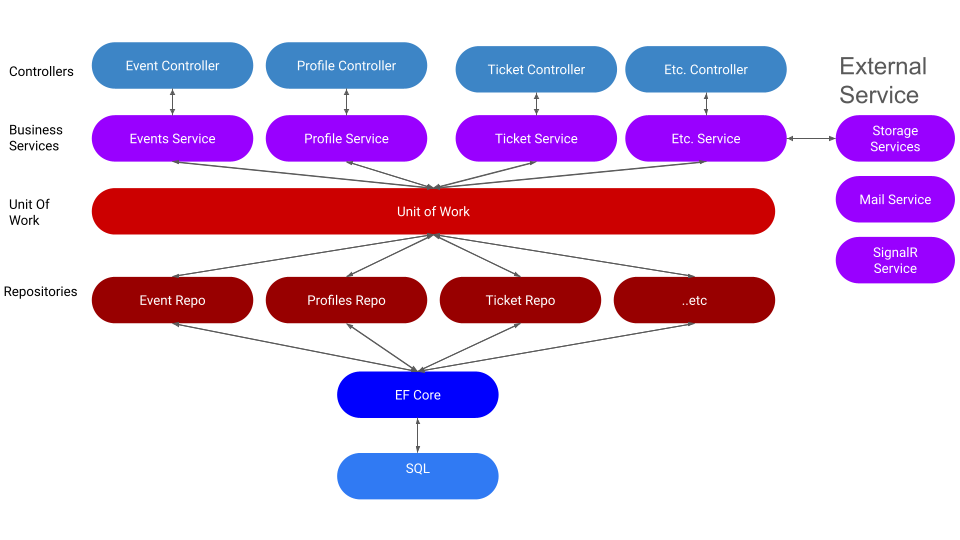 Controllers
Event Controller
Profile Controller
Ticket Controller
Etc. Controller
External
Service
Business
Services
Events Service
Profile Service
Ticket Service
Etc. Service
Storage
Services
Unit Of
Work
Unit of Work
Mail Service
SignalR
Service
Repositories
Event Repo
Profiles Repo
Ticket Repo
..etc
EF Core
SQL